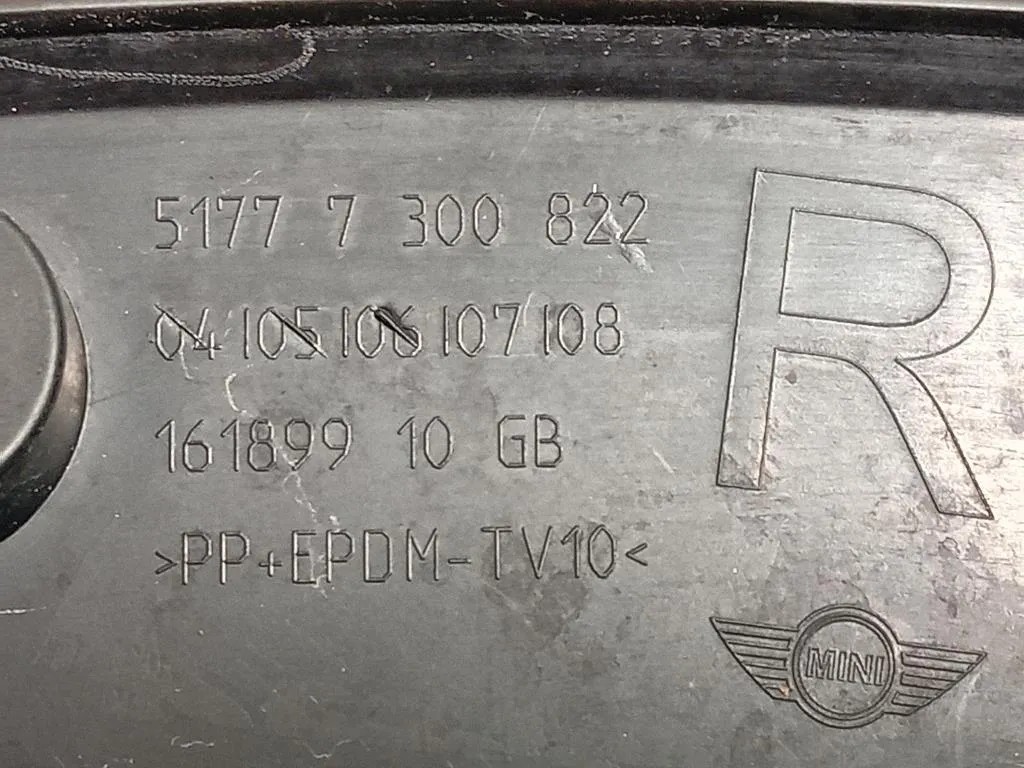 5177 7 300 822
04|05|06|07|08
161899 10 GB
>PP+EPDM-TV10<
R
MINI